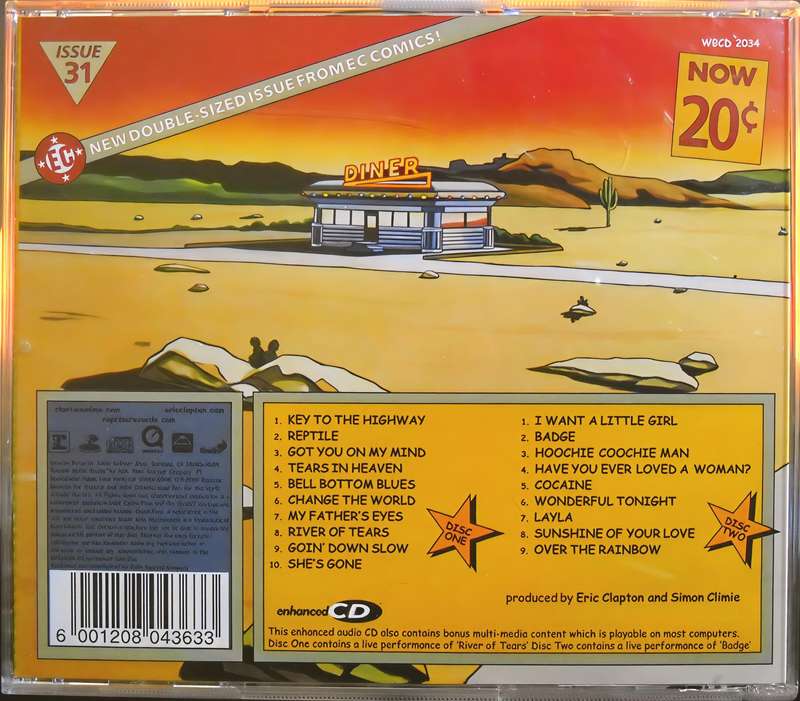 ISSUE
31
NEW DOUBLE-SIZED ISSUE FROM EC COMICS!
EC
WBCD 2034
NOW
20¢
DINER
ericclapton.com
repriserecords.com
1. KEY TO THE HIGHWAY
2. REPTILE
3. GOT YOU ON MY MIND
4. TEARS IN HEAVEN
5. BELL BOTTOM BLUES
6. CHANGE THE WORLD
7. MY FATHER'S EYES
8. RIVER OF TEARS
9. GOIN' DOWN SLOW
10. SHE'S GONE
DISC
ONE
1. I WANT A LITTLE GIRL
2. BADGE
3. HOOCHIE COOCHIE MAN
4. HAVE YOU EVER LOVED A WOMAN?
5. COCAINE
6. WONDERFUL TONIGHT
7. LAYLA
8. SUNSHINE OF YOUR LOVE
9. OVER THE RAINBOW
DISC
TWO
produced by Eric Clapton and Simon Climie
enhanced CD
This enhanced audio CD also contains bonus multi-media content which is playable on most computers.
Disc One contains a live performance of 'River of Tears' Disc Two contains a live performance of 'Badge'
6 001208 043633